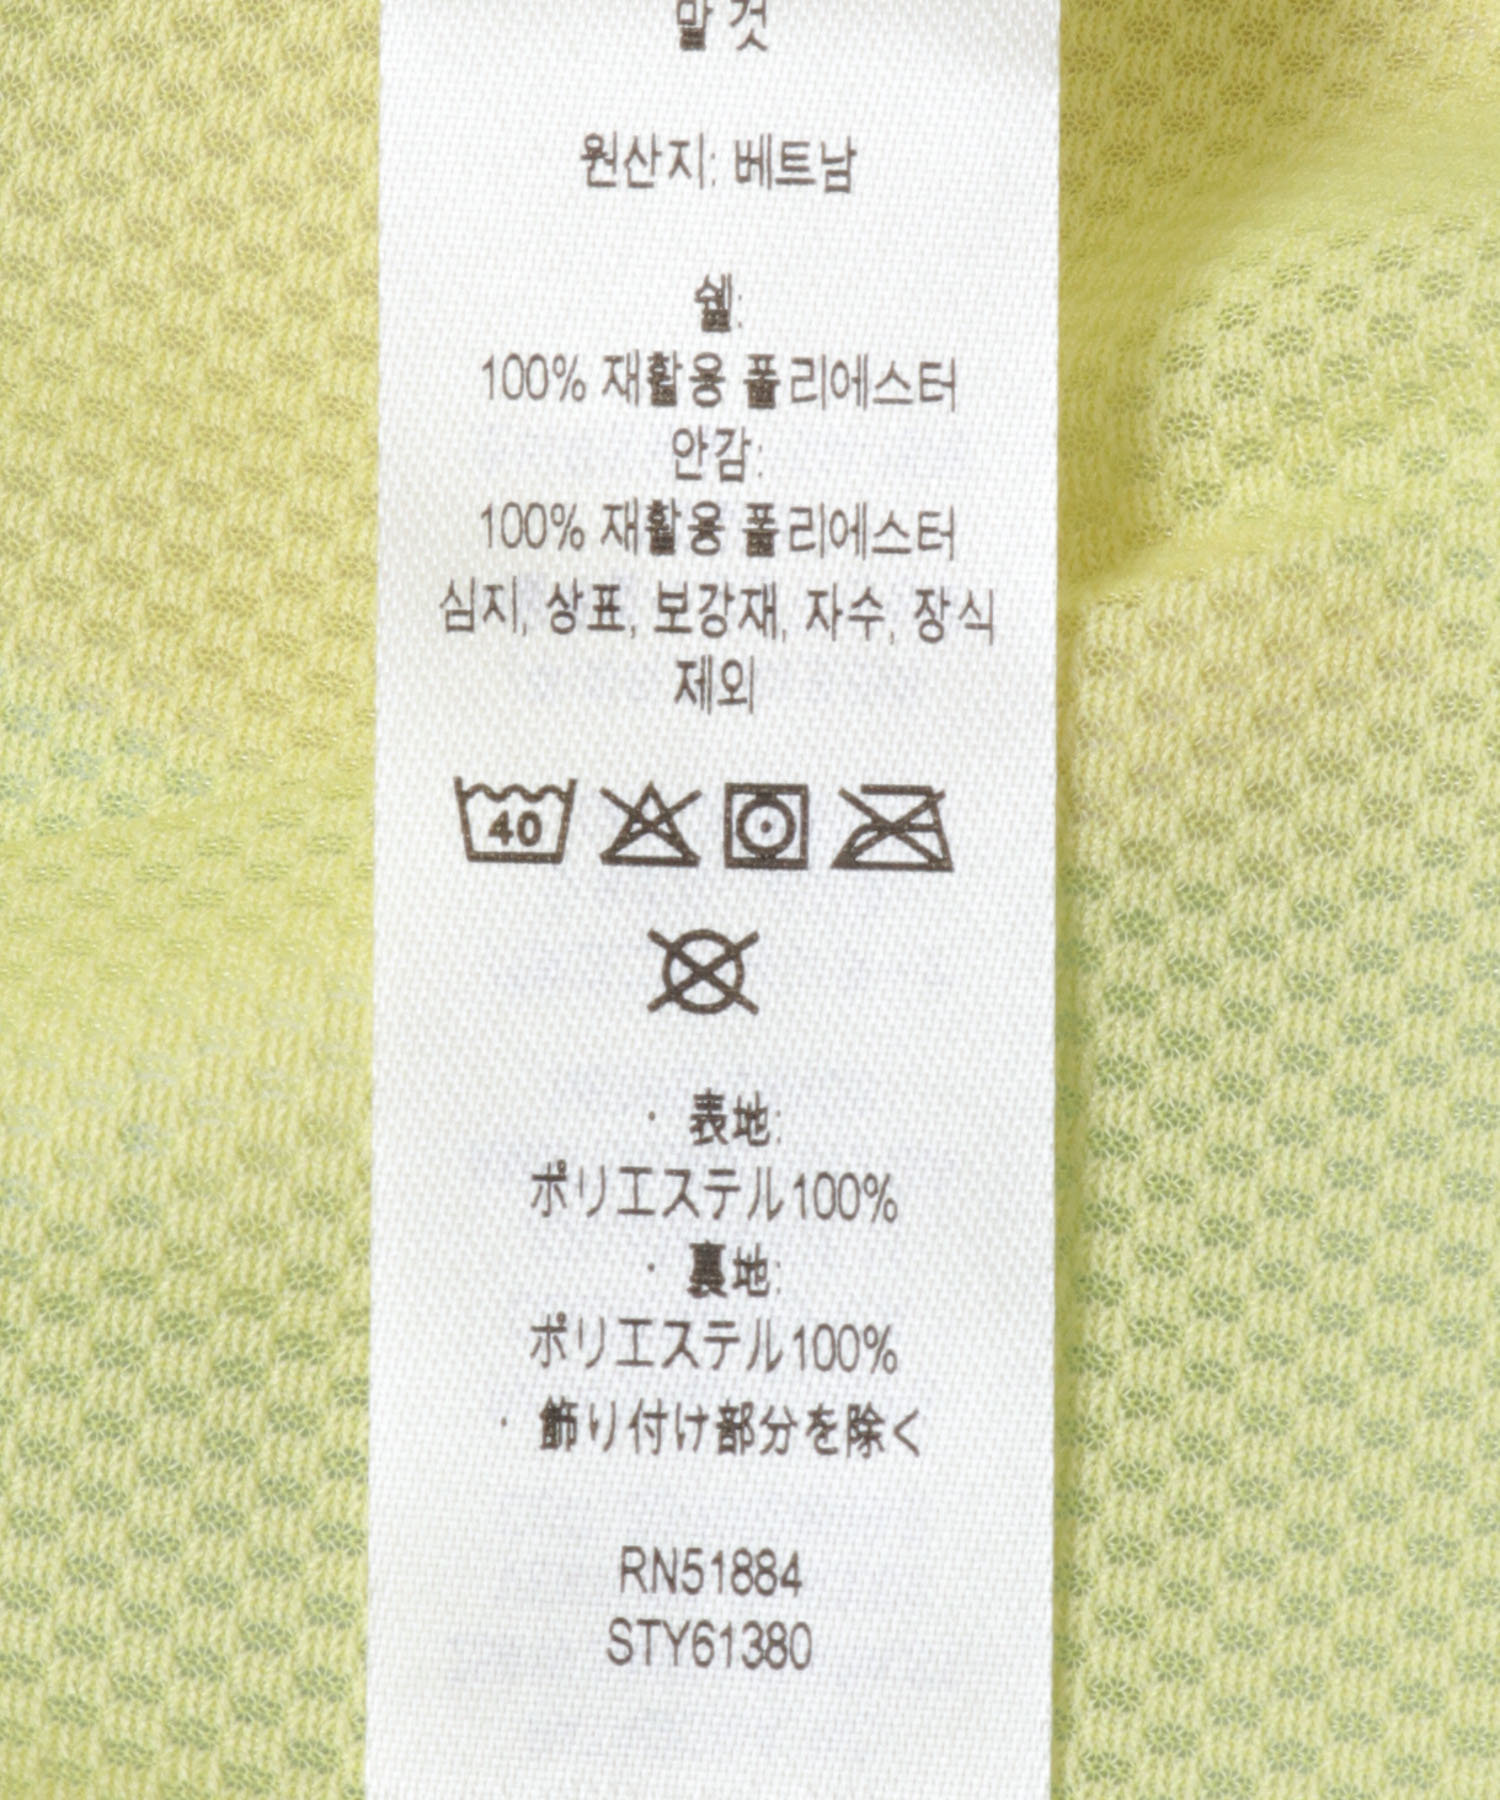 말 것
원산지: 베트남
쉘:
100% 재활용 폴리에스터
안감:
100% 재활용 폴리에스터
심지, 상표, 보강재, 자수, 장식
제외
40
· 表地:
ポリエステル100%
· 裏地:
ポリエステル100%
· 飾り付け部分を除く
RN51884
STY61380